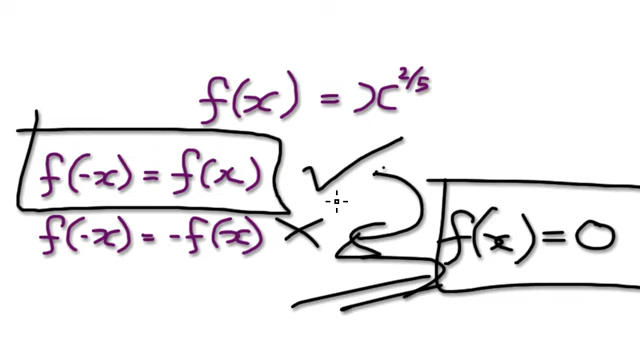 f(x) = x^{2/5}
f(-x) = f(x) ✓
f(-x) = -f(x) ×
f(x) = 0